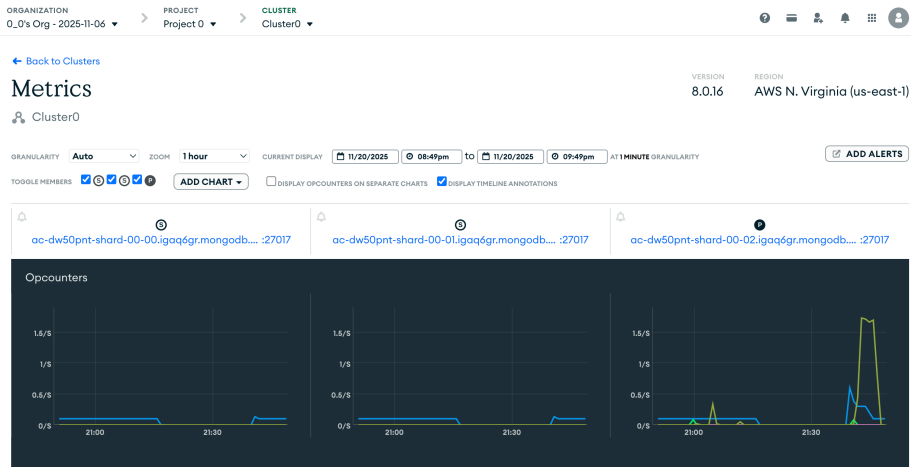 ORGANIZATION
0_0's Org - 2025-11-06
PROJECT
Project 0
CLUSTER
Cluster0
Back to Clusters
Metrics
Cluster0
VERSION
8.0.16
REGION
AWS N. Virginia (us-east-1)
GRANULARITY Auto ZOOM 1 hour CURRENT DISPLAY 11/20/2025 08:49pm to 11/20/2025 09:49pm AT 1 MINUTE GRANULARITY
ADD ALERTS
TOGGLE MEMBERS S S P ADD CHART DISPLAY OPCOUNTERS ON SEPARATE CHARTS DISPLAY TIMELINE ANNOTATIONS
S
ac-dw50pnt-shard-00-00.igaq6gr.mongodb.... :27017
S
ac-dw50pnt-shard-00-01.igaq6gr.mongodb.... :27017
P
ac-dw50pnt-shard-00-02.igaq6gr.mongodb.... :27017
Opcounters
1.5/S
1/S
0.5/S
0/S
21:00 21:30
1.5/S
1/S
0.5/S
0/S
21:00 21:30
1.5/S
1/S
0.5/S
0/S
21:00 21:30